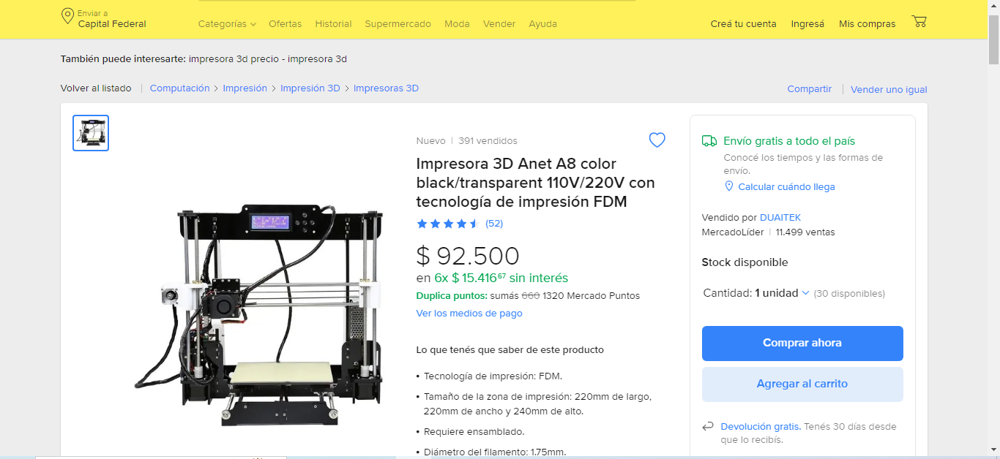 Enviar a
Capital Federal
Categorías
Ofertas
Historial
Supermercado
Moda
Vender
Ayuda
Creá tu cuenta
Ingresá
Mis compras
También puede interesarte: impresora 3d precio - impresora 3d
Volver al listado | Computación > Impresión > Impresión 3D > Impresoras 3D
Compartir | Vender uno igual
Nuevo | 391 vendidos
Impresora 3D Anet A8 color
black/transparent 110V/220V con
tecnología de impresión FDM
(52)
$ 92.500
en 6x $ 15.416⁶⁷ sin interés
Duplica puntos: sumás 660 1320 Mercado Puntos
Ver los medios de pago
Lo que tenés que saber de este producto
• Tecnología de impresión: FDM.
• Tamaño de la zona de impresión: 220mm de largo,
220mm de ancho y 240mm de alto.
• Requiere ensamblado.
• Diámetro del filamento: 1.75mm.
Envío gratis a todo el país
Conocé los tiempos y las formas de
envío.
Calcular cuándo llega
Vendido por DUAITEK
MercadoLíder | 11.499 ventas
Stock disponible
Cantidad: 1 unidad (30 disponibles)
Comprar ahora
Agregar al carrito
Devolución gratis. Tenés 30 días desde
que lo recibís.